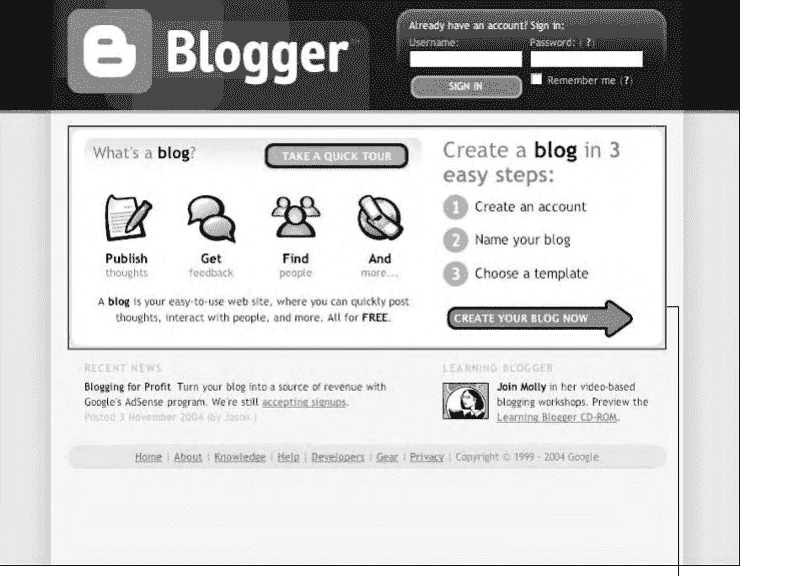 Blogger
Already have an account? Sign in:
Username:
Password: (?)
SIGN IN
Remember me (?)
What's a blog?
TAKE A QUICK TOUR
Publish
thoughts
Get
feedback
Find
people
And
more...
A blog is your easy-to-use web site, where you can quickly post
thoughts, interact with people, and more. All for FREE.
Create a blog in 3
easy steps:
1 Create an account
2 Name your blog
3 Choose a template
CREATE YOUR BLOG NOW
RECENT NEWS
Blogging for Profit Turn your blog into a source of revenue with
Google's AdSense program. We're still accepting signups.
Posted 3 November 2004 (by Jason.)
LEARNING BLOGGER
Join Molly in her video-based
blogging workshops. Preview the
Learning Blogger CD-ROM.
Home | About | Knowledge | Help | Developers | Gear | Privacy | Copyright © 1999 - 2004 Google